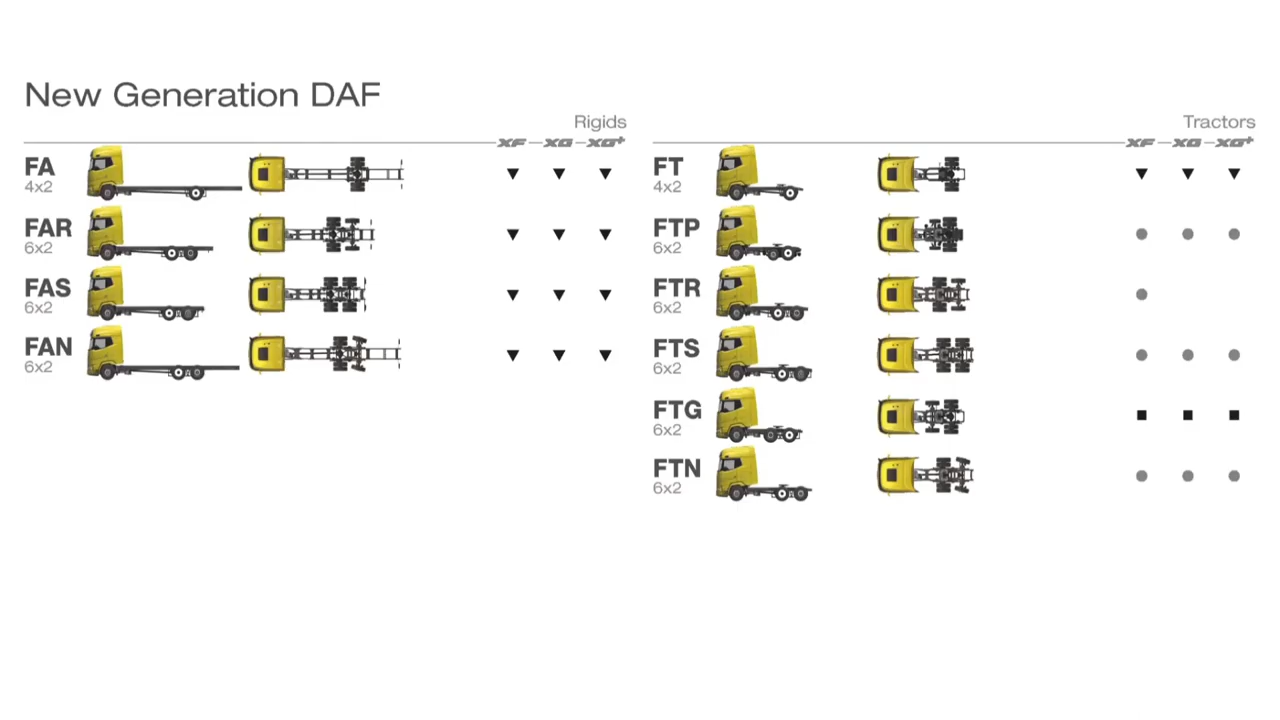 New Generation DAF
Rigids
XF XG XG+
FA
4x2
FAR
6x2
FAS
6x2
FAN
6x2
Tractors
XF XG XG+
FT
4x2
FTP
6x2
FTR
6x2
FTS
6x2
FTG
6x2
FTN
6x2